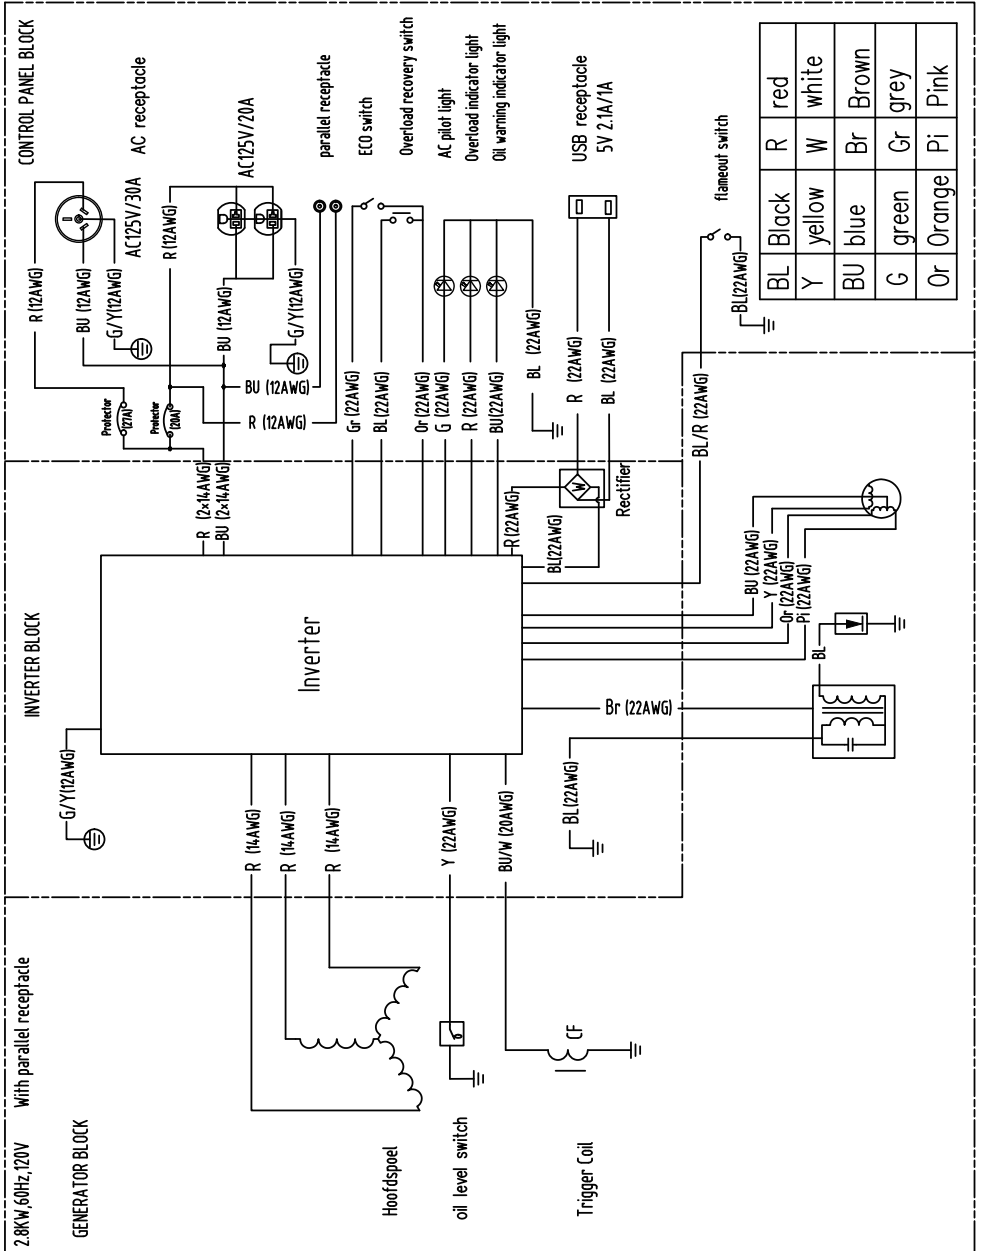 2.8KW,60Hz,120V
With parallel receptacle
GENERATOR BLOCK
INVERTER BLOCK
CONTROL PANEL BLOCK
AC receptacle
AC125V/30A
AC125V/20A
parallel receptacle
ECO switch
Overload recovery switch
AC pilot light
Overload indicator light
Oil warning indicator light
USB receptacle
5V 2.1A/1A
flameout switch
R (12AWG)
BU (12AWG)
G/Y(12AWG)
R(12AWG)
BU (12AWG)
G/Y(12AWG)
BU (12AWG)
R (12AWG)
Protector
(27A)
Protector
(20A)
R (2x14AWG)
BU (2x14AWG)
Gr (22AWG)
BL(22AWG)
Or(22AWG)
G (22AWG)
R (22AWG)
BU(22AWG)
BL (22AWG)
R (22AWG)
BL (22AWG)
R(22AWG)
BL(22AWG)
W
Rectifier
BL/R (22AWG)
BL(22AWG)
BL Black R red
Y yellow W white
BU blue Br Brown
G green Gr grey
Or Orange Pi Pink
Inverter
G/Y(12AWG)
R (14AWG)
R (14AWG)
R (14AWG)
Y (22AWG)
BU/W (20AWG)
BL(22AWG)
Br (22AWG)
BU (22AWG)
Y (22AWG)
Or (22AWG)
Pi (22AWG)
BL
Hoofdspoel
oil level switch
Trigger Coil
CF